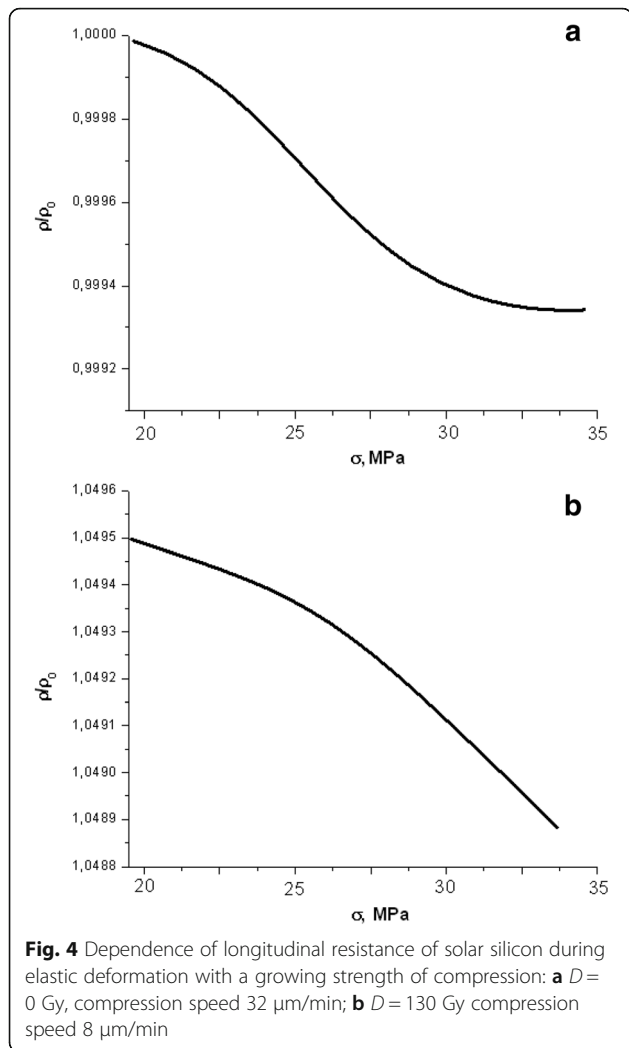 a
1,0000
0,9998
0,9996
0,9994
0,9992
ρ/ρ₀
20
25
30
35
σ, MPa
b
1,0496
1,0495
1,0494
1,0493
1,0492
1,0491
1,0490
1,0489
1,0488
ρ/ρ₀
20
25
30
35
σ, MPa
Fig. 4 Dependence of longitudinal resistance of solar silicon during
elastic deformation with a growing strength of compression: a D =
0 Gy, compression speed 32 μm/min; b D = 130 Gy compression
speed 8 μm/min